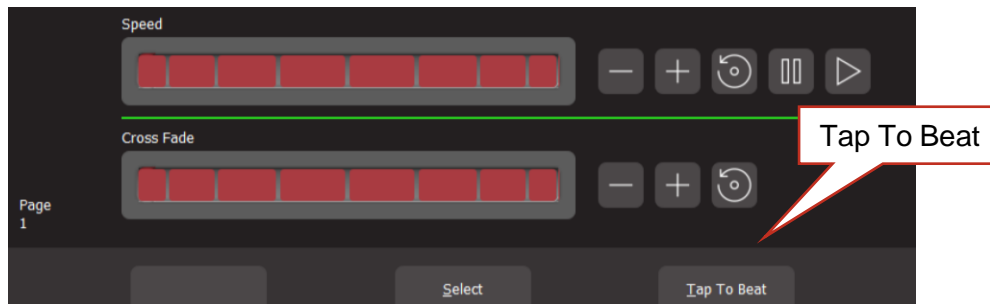 Speed
Cross Fade
Tap To Beat
Page
1
Select
Tap To Beat